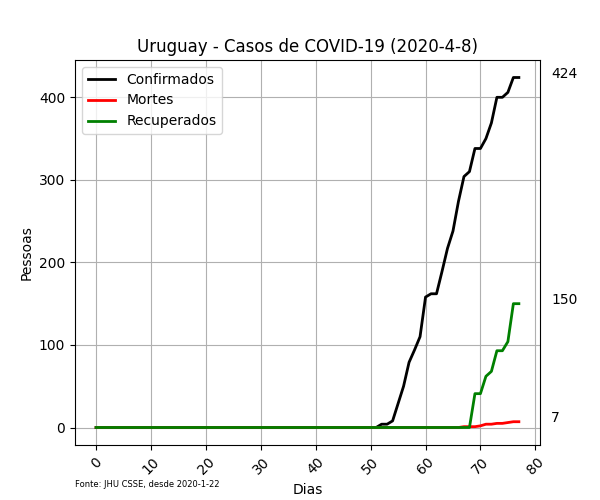 Uruguay - Casos de COVID-19 (2020-4-8)
Confirmados
Mortes
Recuperados
424
150
7
Pessoas
400
300
200
100
0
0 10 20 30 40 50 60 70 80
Fonte: JHU CSSE, desde 2020-1-22
Dias